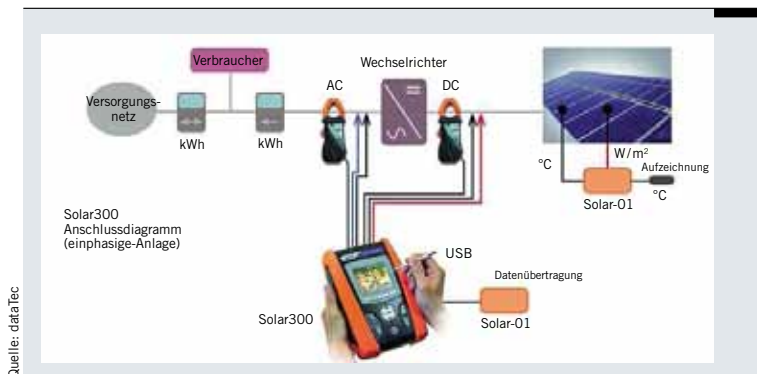 Verbraucher
Wechselrichter
AC
DC
Versorgungs-
netz
kWh
kWh
°C
W/m²
Aufzeichnung
°C
Solar-01
Solar300
Anschlussdiagramm
(einphasige-Anlage)
USB
Datenübertragung
Solar300
Solar-01
Quelle: dataTec